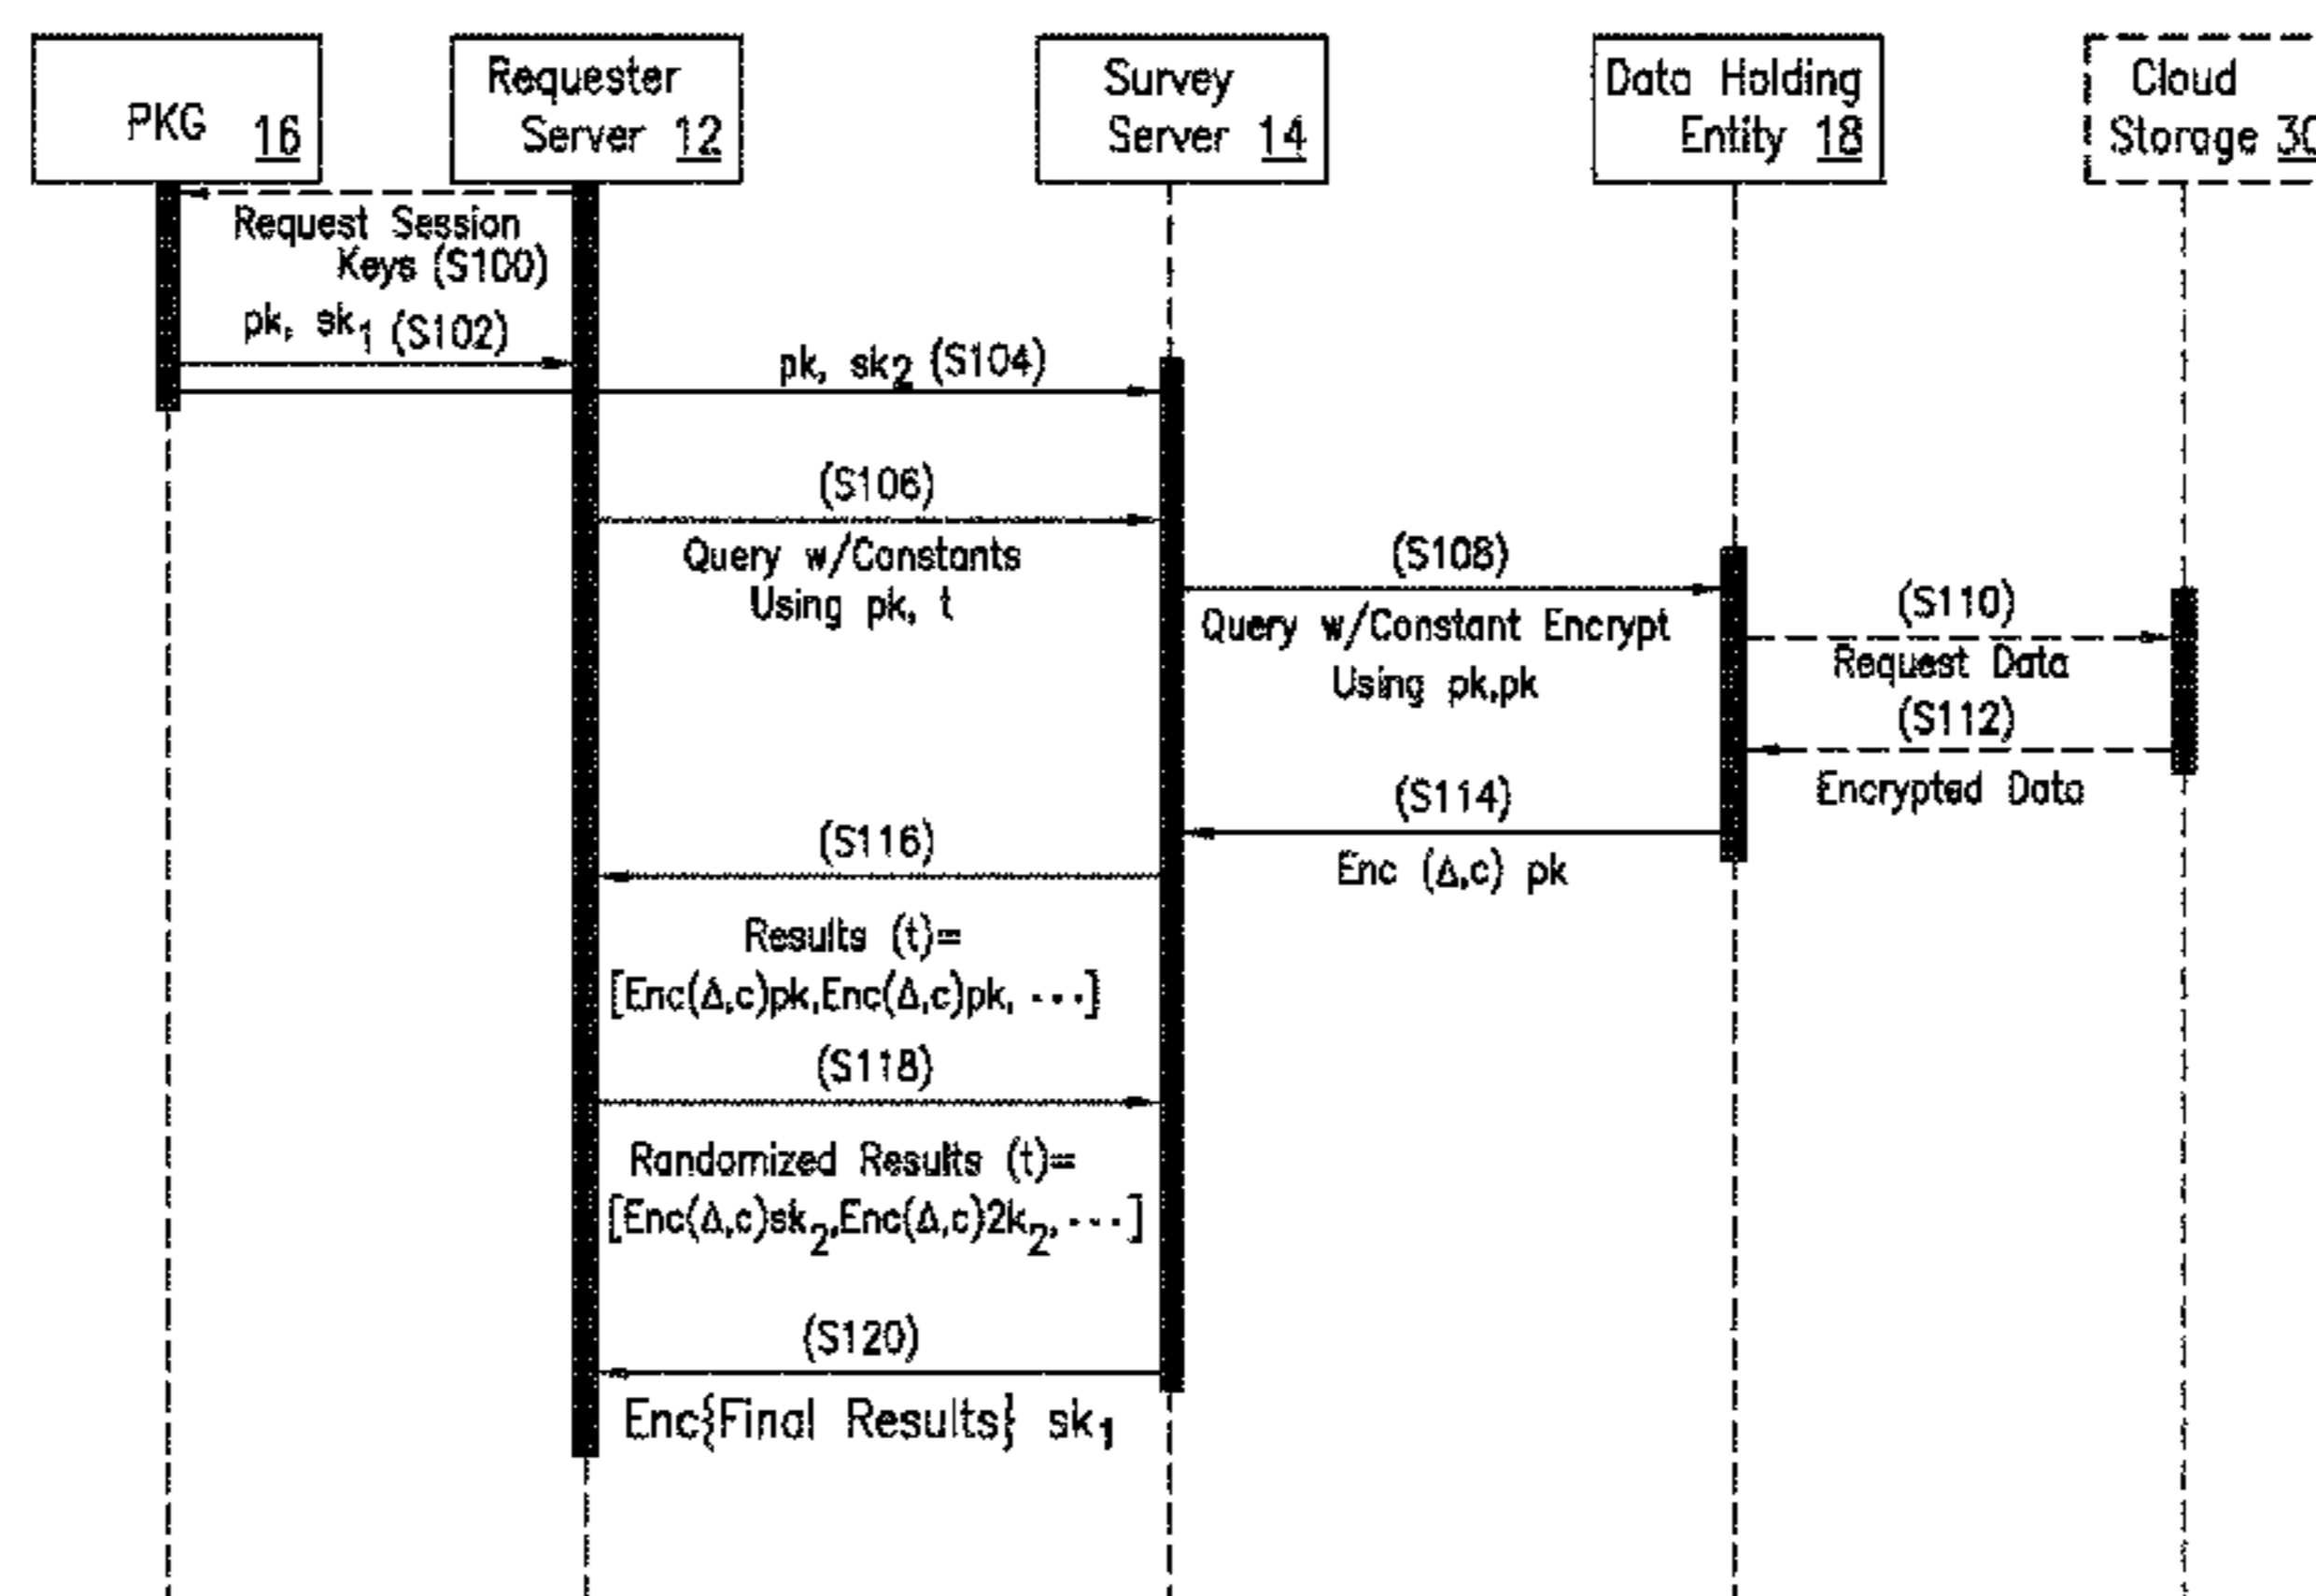 PKG 16
Requester
Server 12
Survey
Server 14
Data Holding
Entity 18
Cloud
Storage 30
Request Session
Keys (S100)
pk, sk1 (S102)
pk, sk2 (S104)
(S106)
Query w/Constants
Using pk, t
(S108)
Query w/Constant Encrypt
Using pk,pk
(S110)
Request Data
(S112)
Encrypted Data
(S114)
Enc (Δ,c) pk
(S116)
Results (t)=
[Enc(Δ,c)pk,Enc(Δ,c)pk, ···]
(S118)
Randomized Results (t)=
[Enc(Δ,c)sk2,Enc(Δ,c)2k2, ···]
(S120)
Enc{Final Results} sk1